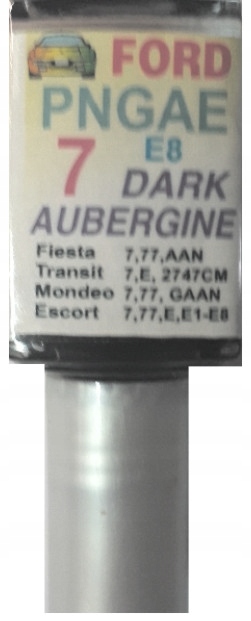 FORD
PNGAE
7 E8
DARK
AUBERGINE
Fiesta 7,77,AAN
Transit 7,E, 2747CM
Mondeo 7,77, GAAN
Escort 7,77,E,E1-E8